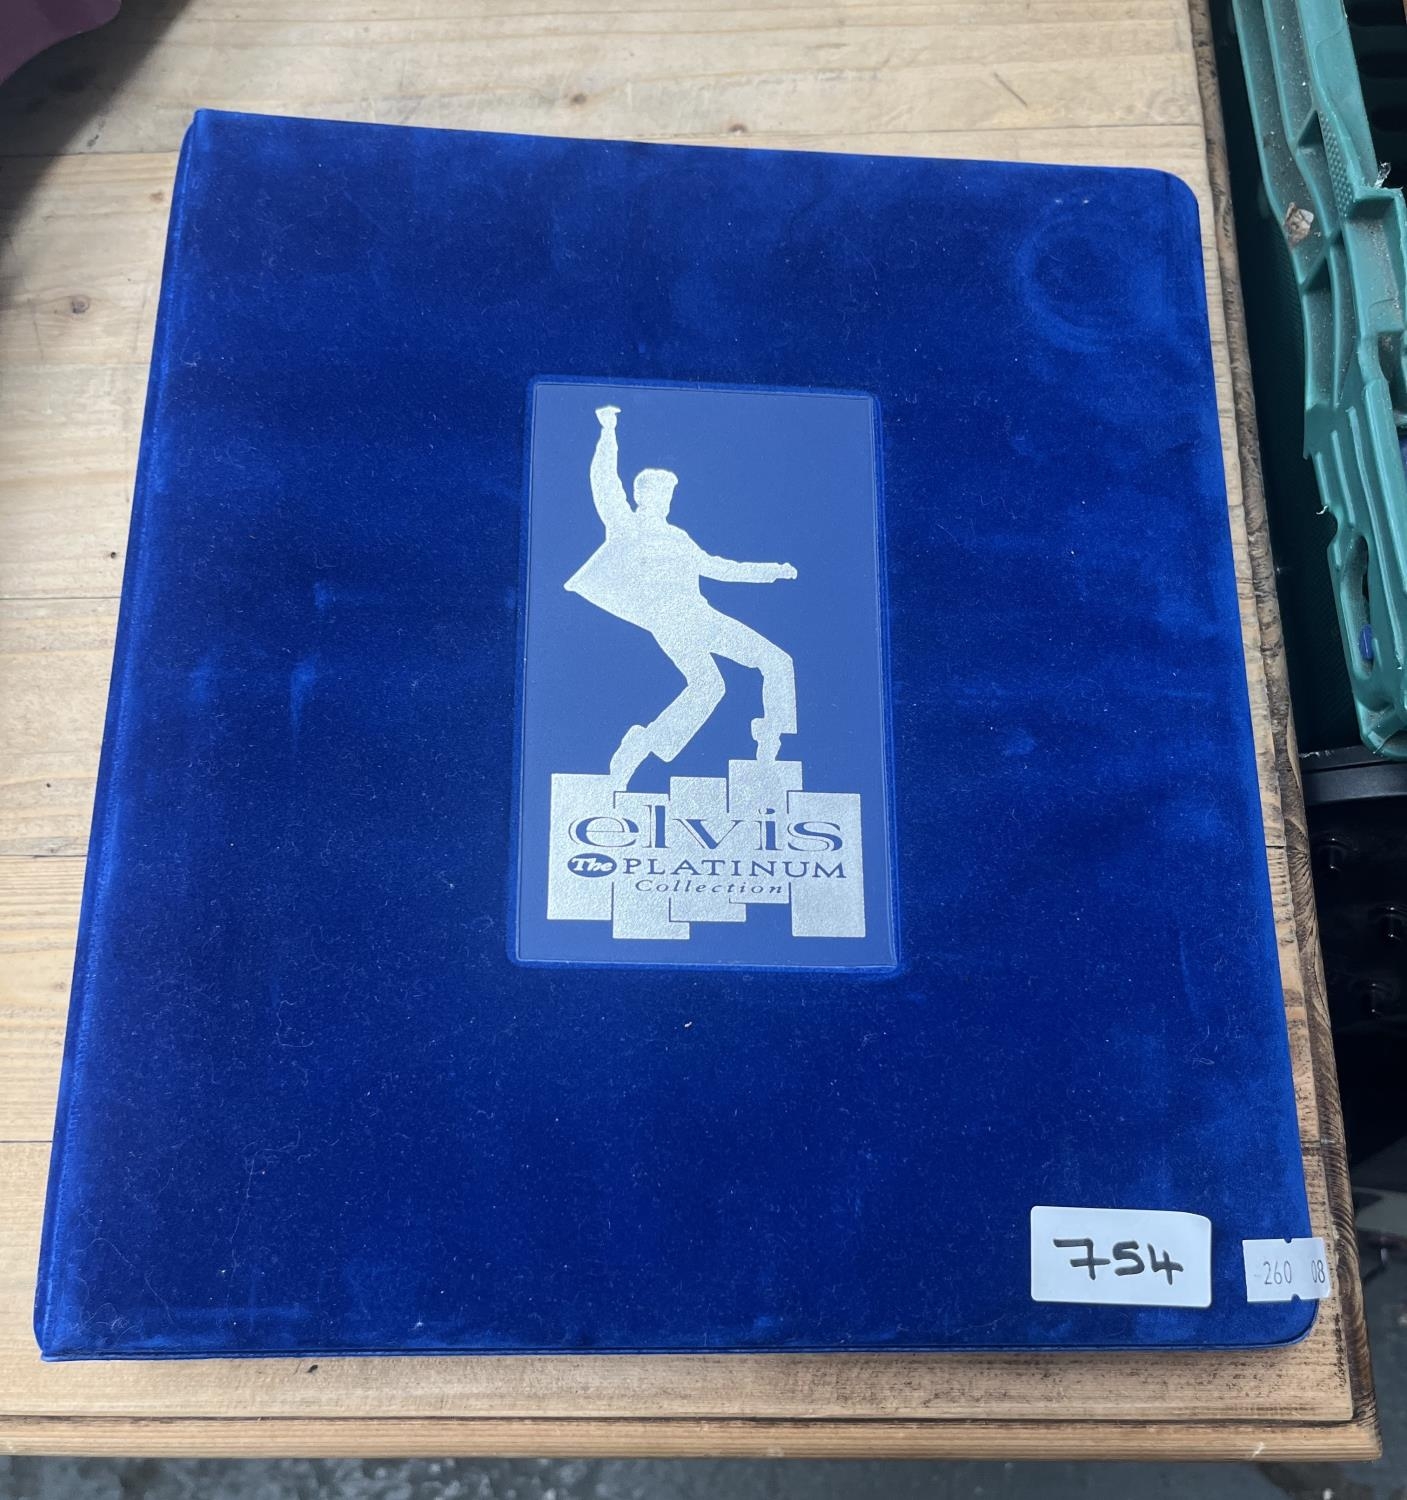 elvis
The PLATINUM
Collection
754
260 08